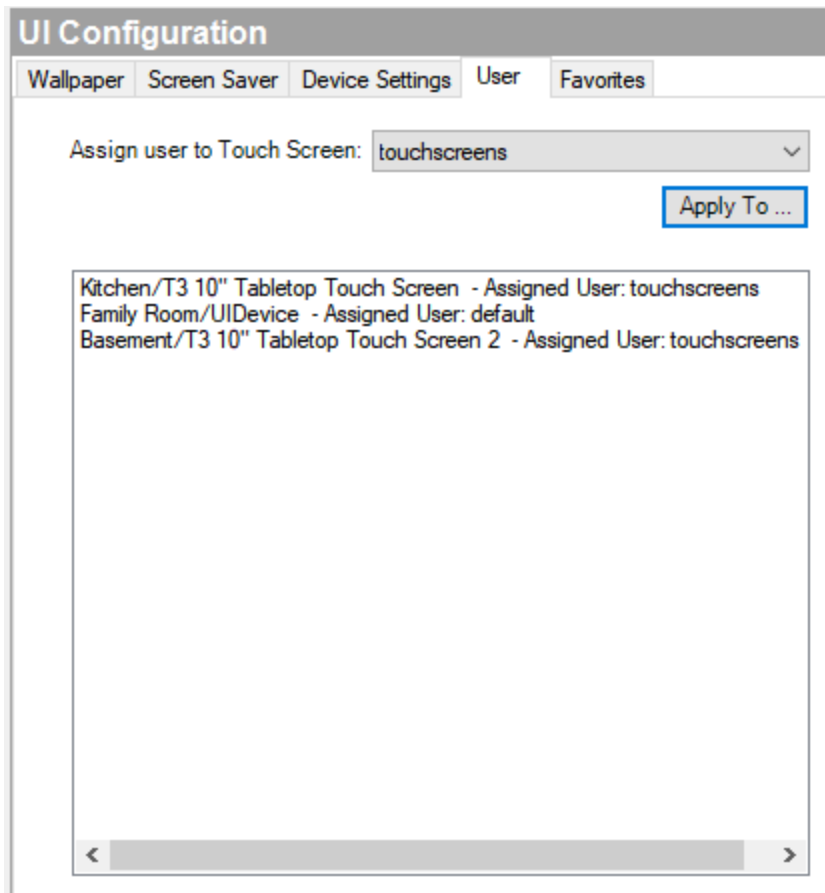 UI Configuration
Wallpaper Screen Saver Device Settings User Favorites
Assign user to Touch Screen: touchscreens
Apply To ...
Kitchen/T3 10" Tabletop Touch Screen - Assigned User: touchscreens
Family Room/UIDevice - Assigned User: default
Basement/T3 10" Tabletop Touch Screen 2 - Assigned User: touchscreens